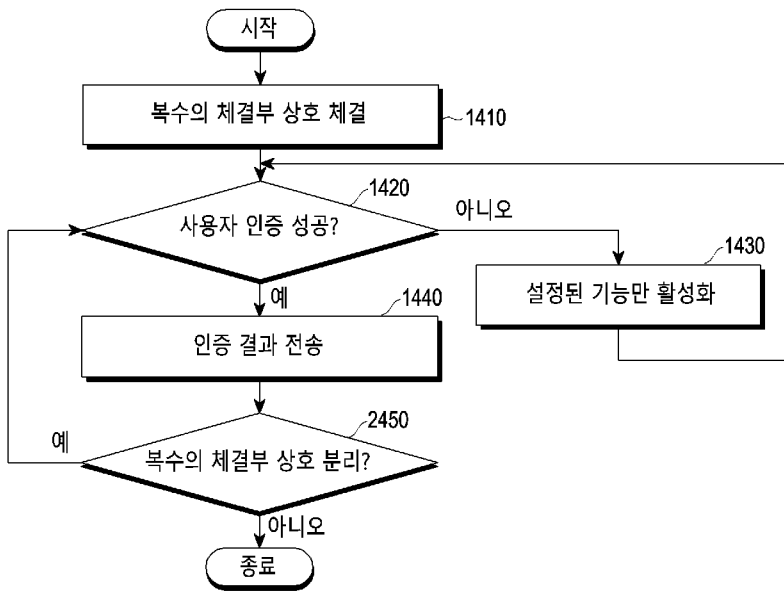 시작
복수의 체결부 상호 체결
1410
1420
사용자 인증 성공?
아니오
1430
설정된 기능만 활성화
예
1440
인증 결과 전송
2450
예
복수의 체결부 상호 분리?
아니오
종료